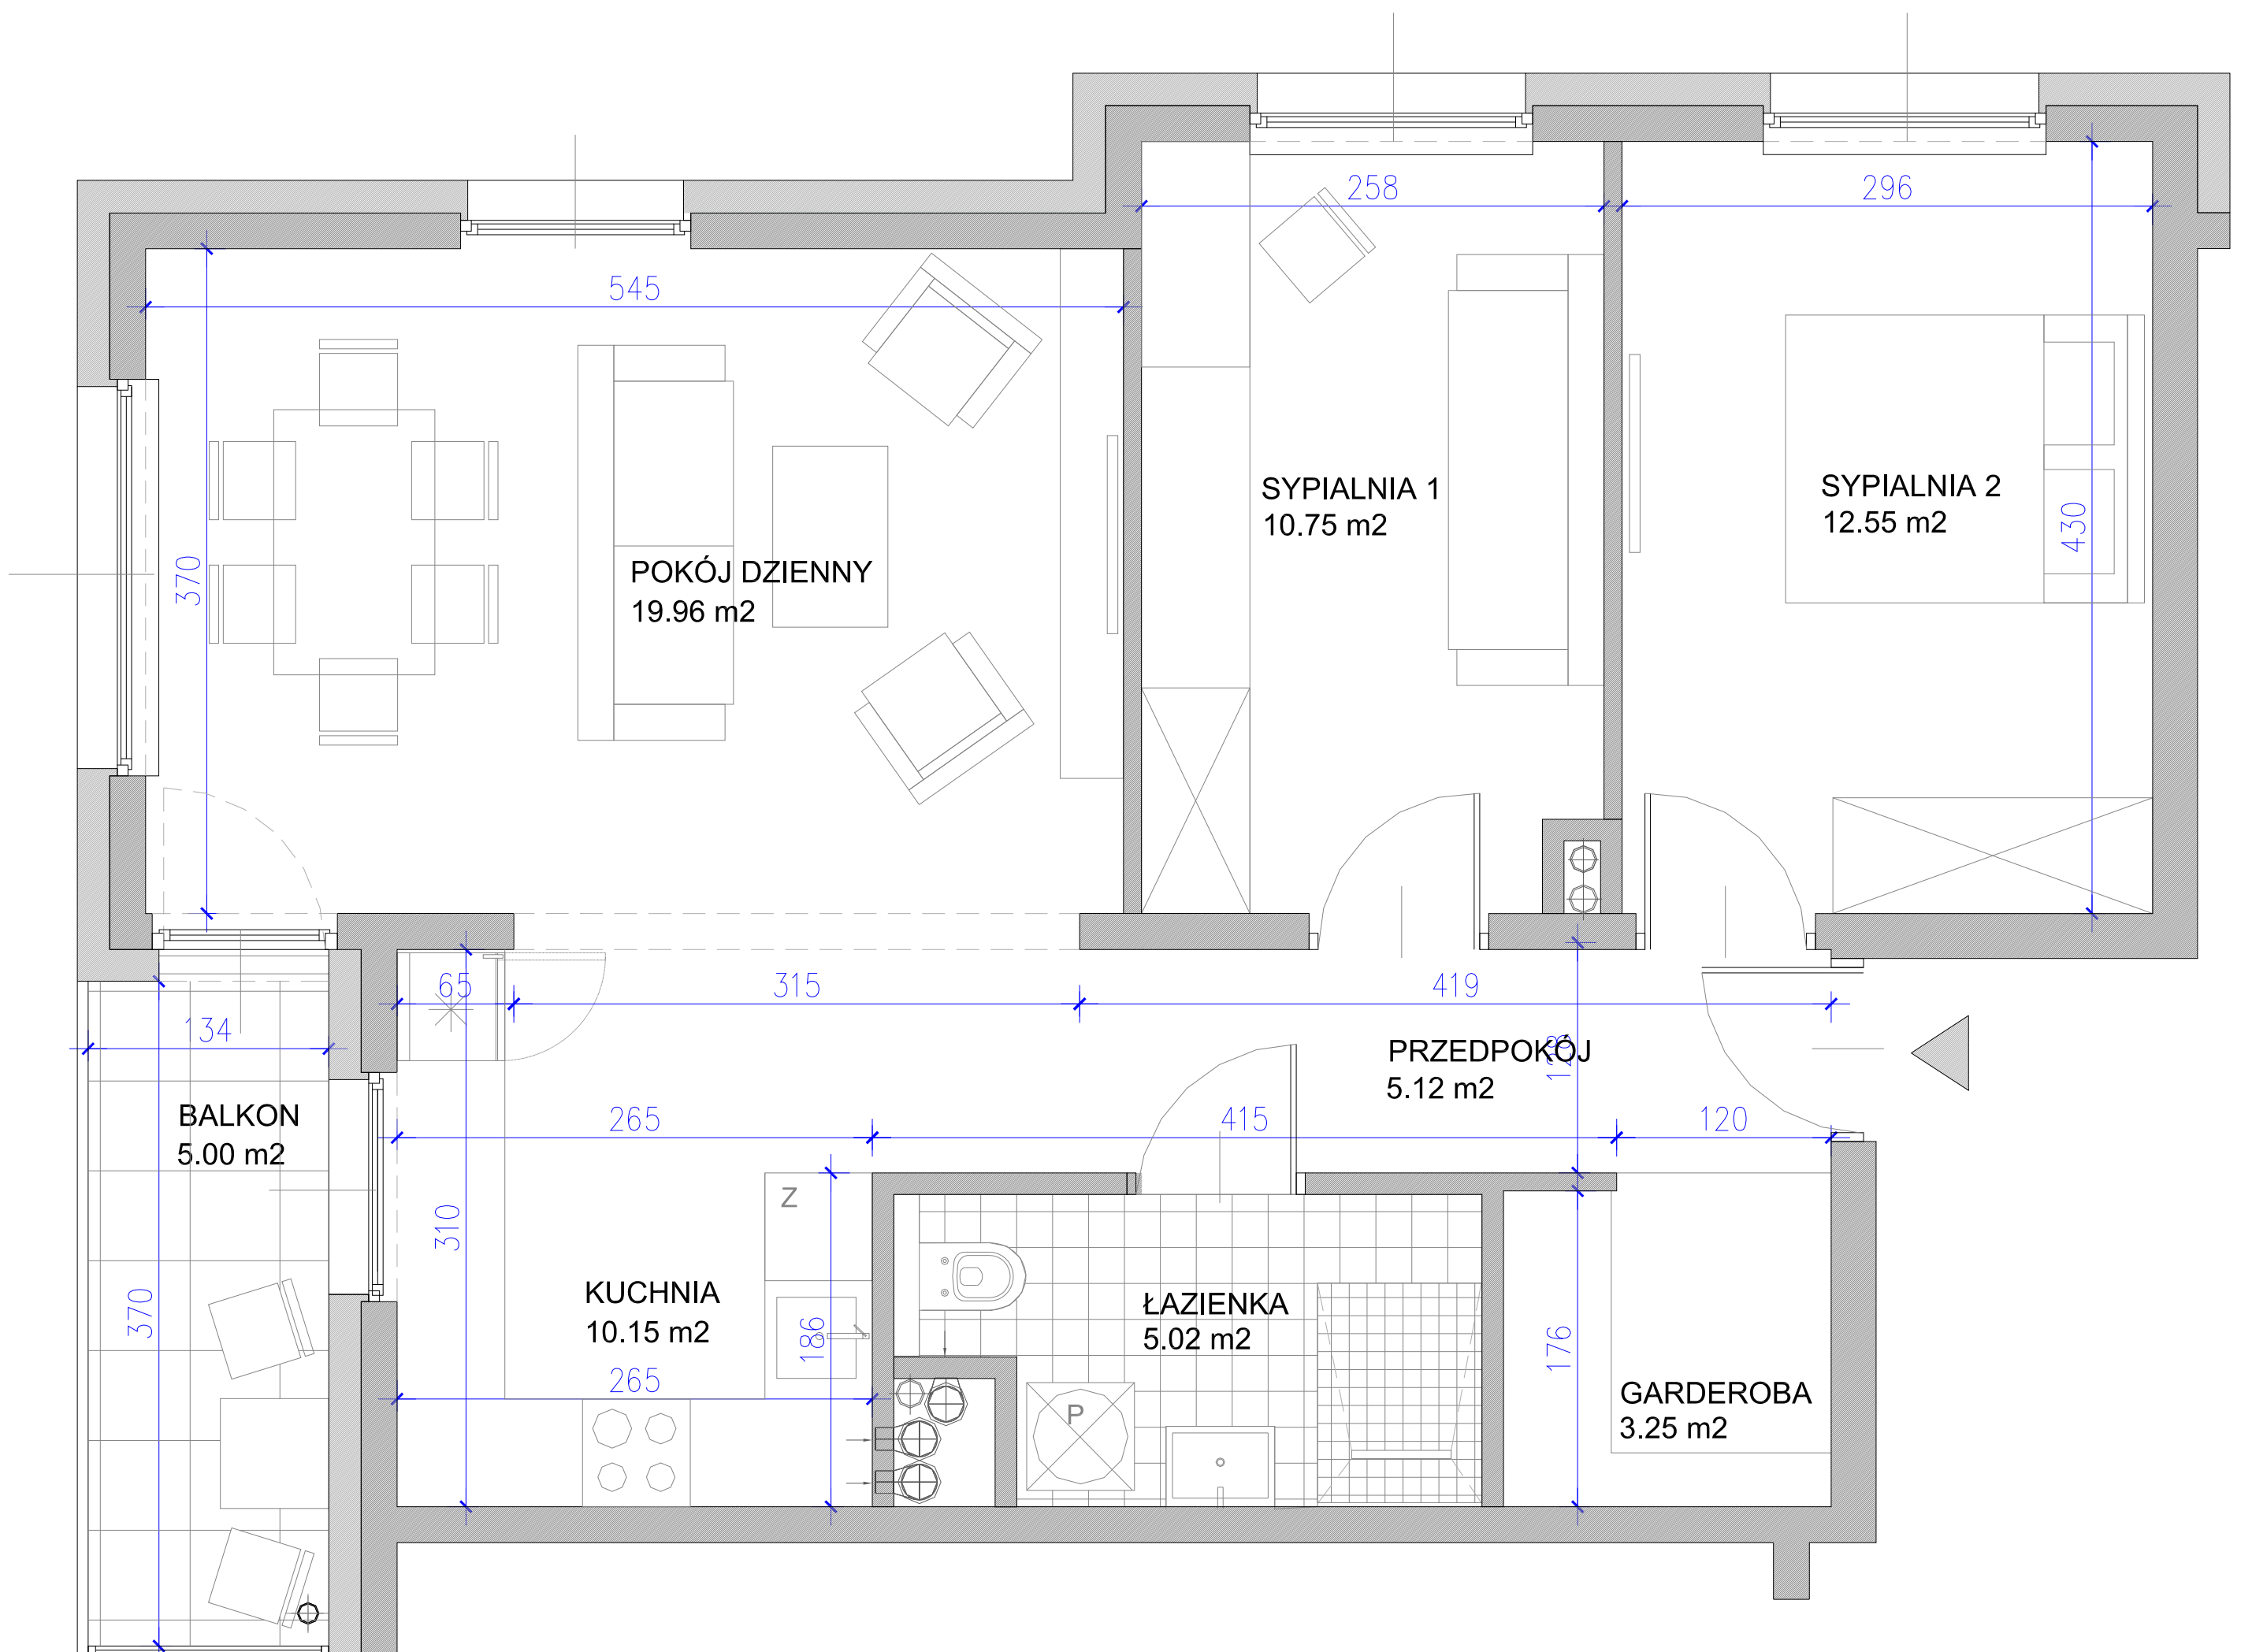 258
296
545
SYPIALNIA 1
10.75 m2
SYPIALNIA 2
12.55 m2
430
370
POKÓJ DZIENNY
19.96 m2
65
315
419
134
PRZEDPOKÓJ
5.12 m2
128
BALKON
5.00 m2
265
415
120
Z
310
KUCHNIA
10.15 m2
186
ŁAZIENKA
5.02 m2
176
370
265
P
GARDEROBA
3.25 m2